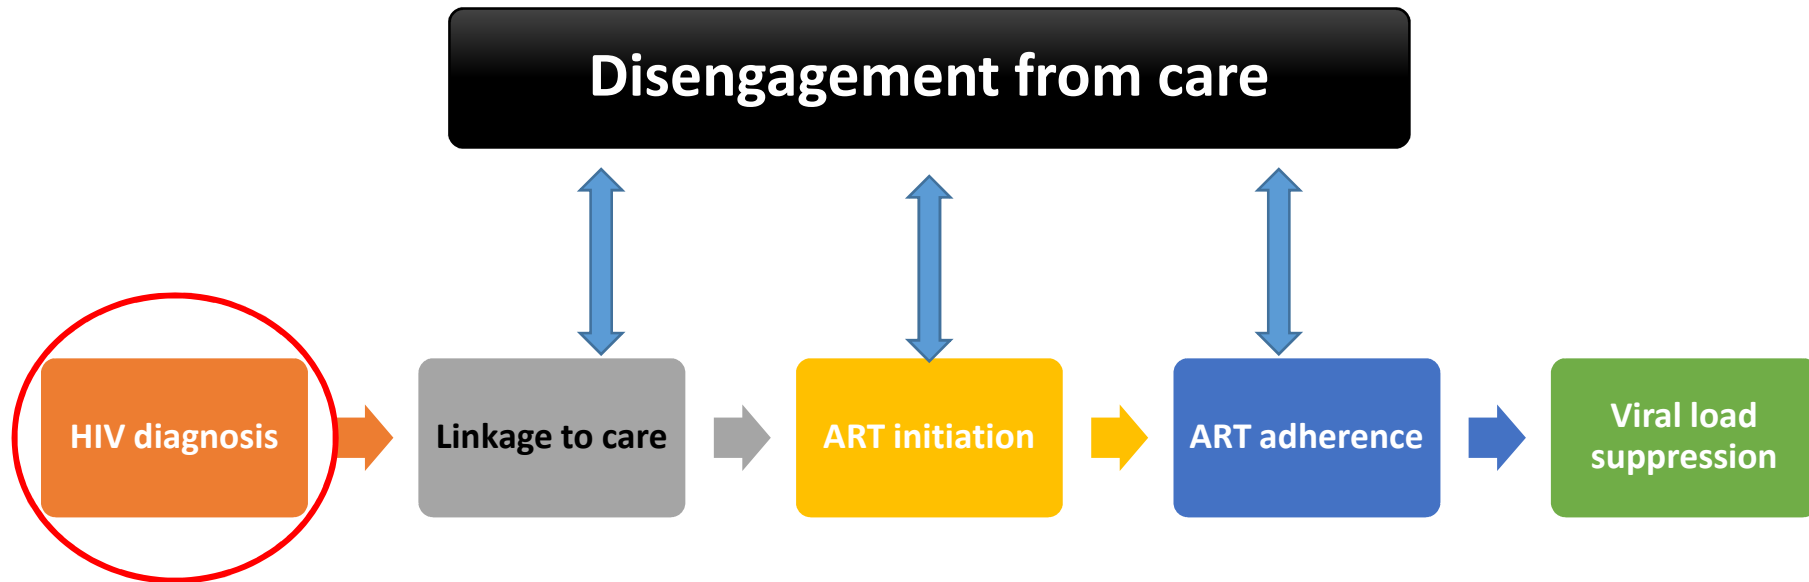 Disengagement from care
HIV diagnosis
Linkage to care
ART initiation
ART adherence
Viral load
suppression